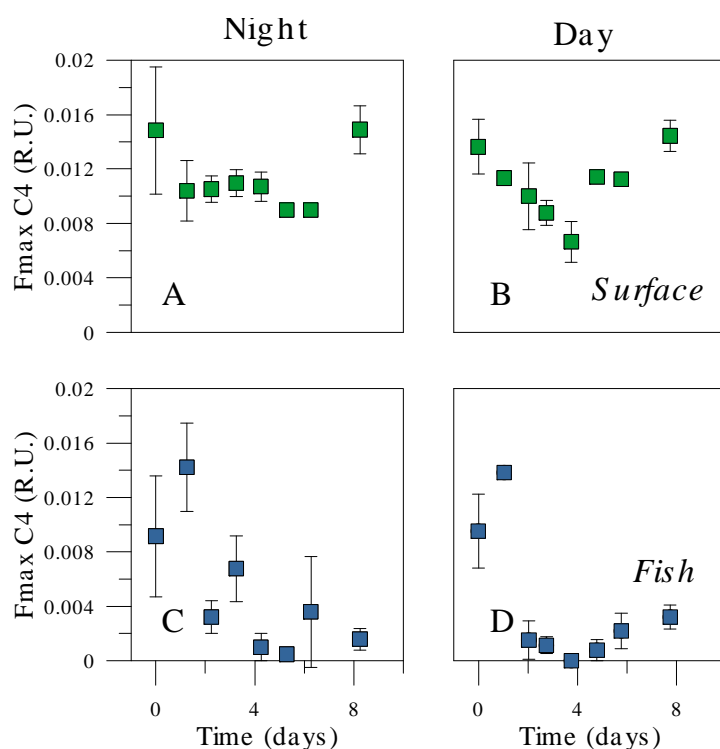 Night Day
0.02
0.016
0.012
0.008
0.004
0
Fmax C4 (R.U.)
A
B
Surface
0.02
0.016
0.012
0.008
0.004
0
Fmax C4 (R.U.)
C
D
Fish
0 4 8
Time (days)
0 4 8
Time (days)